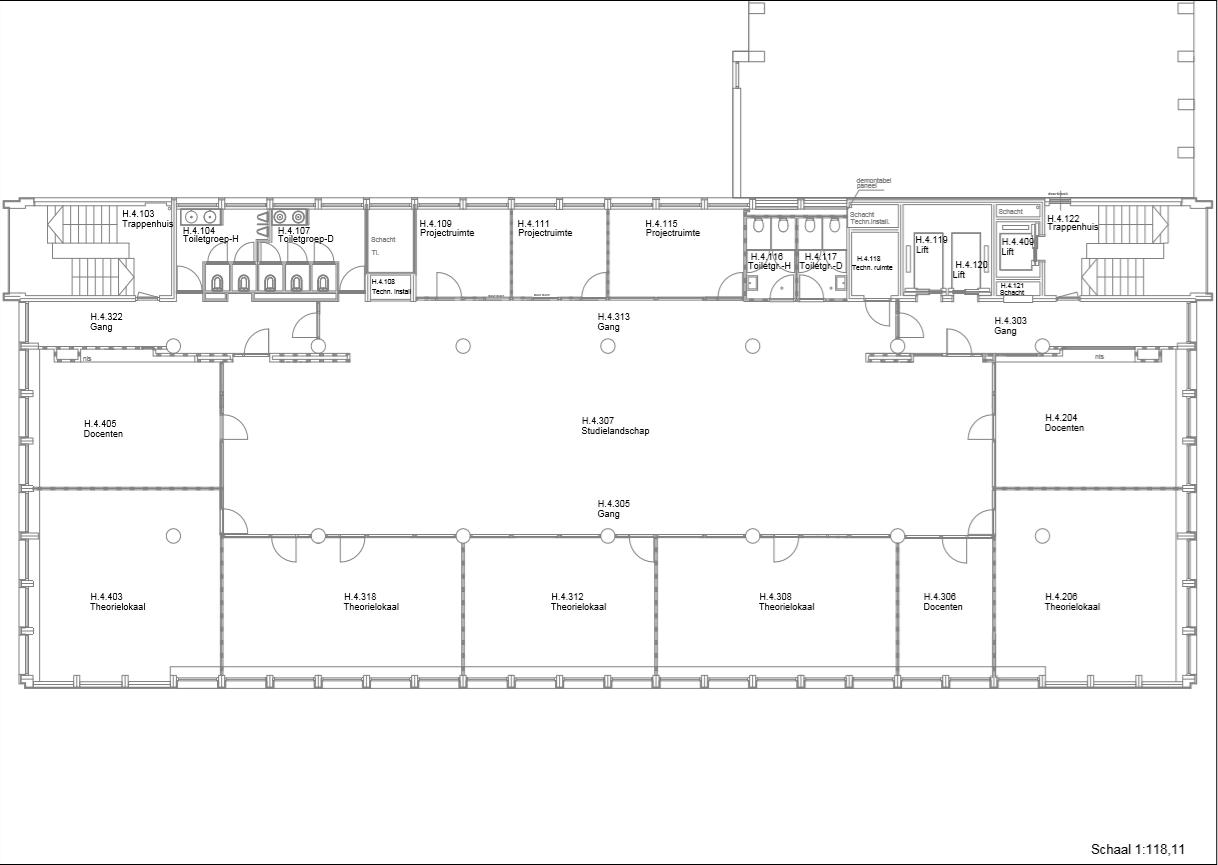 demontabel
paneel
H.4.103
Trappenhuis
H.4.104
Toiletgroep-H
H.4.107
Toiletgroep-D
Schacht
TI.
H.4.108
Techn. Install
H.4.109
Projectruimte
H.4.111
Projectruimte
H.4.115
Projectruimte
H.4.116
Toiletgr.-H
H.4.117
Toiletgr.-D
Schacht
Techn.Install.
H.4.118
Techn. ruimte
H.4.119
Lift
H.4.120
Lift
Schacht
H.4.409
Lift
H.4.121
Schacht
H.4.122
Trappenhuis
H.4.322
Gang
H.4.313
Gang
H.4.303
Gang
nis
nis
H.4.405
Docenten
H.4.307
Studielandschap
H.4.204
Docenten
H.4.305
Gang
H.4.403
Theorielokaal
H.4.318
Theorielokaal
H.4.312
Theorielokaal
H.4.308
Theorielokaal
H.4.306
Docenten
H.4.206
Theorielokaal
Schaal 1:118,11